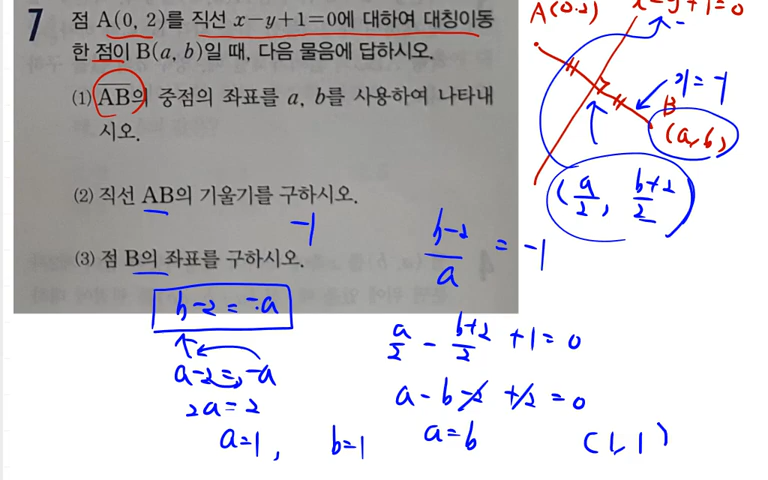 7 점 A(0, 2)를 직선 x−y+1=0에 대하여 대칭이동
한 점이 B(a, b)일 때, 다음 물음에 답하시오.
(1) AB의 중점의 좌표를 a, b를 사용하여 나타내
시오.
(2) 직선 AB의 기울기를 구하시오.
-1
(3) 점 B의 좌표를 구하시오.
A(0.2) x-y+1=0
B
(a,b)
(a/2, b+2/2)
b-2/a = -1
b-2=-a
a/2 - b+2/2 +1=0
a-2=-a
a-b-2+2=0
2a=2
a=1, b=1
a=b
(1,1)